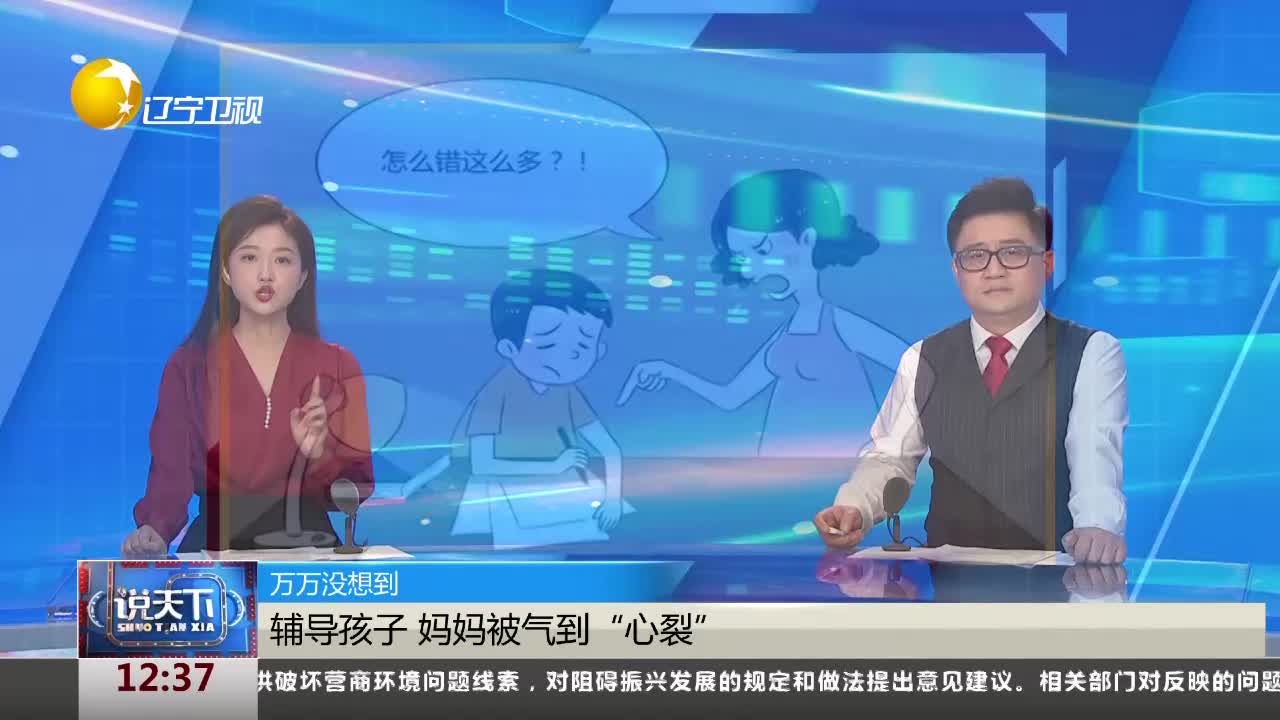 辽宁卫视
怎么错这么多？！
万万没想到
说天下
SHUO TIAN XIA
辅导孩子 妈妈被气到“心裂”
12:37
供破坏营商环境问题线索，对阻碍振兴发展的规定和做法提出意见建议。相关部门对反映的问题